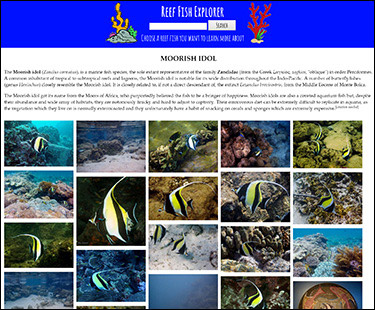 Reef Fish Explorer
Search
Choose a reef fish you want to learn more about
MOORISH IDOL
The Moorish idol (Zanclus cornutus), is a marine fish species, the sole extant representative of the family Zanclidae (from the Greek ζαγκλον, zagkon, "oblique") in order Perciformes.
A common inhabitant of tropical to subtropical reefs and lagoons, the Moorish idol is notable for its wide distribution throughout the Indo-Pacific. A number of butterflyfishes
(genus Heniochus) closely resemble the Moorish idol. It is closely related to, if not a direct descendant of, the extinct Eozanclus brevirostris, from the Middle Eocene of Monte Bolca.
The Moorish idol got its name from the Moors of Africa, who purportedly believed the fish to be a bringer of happiness. Moorish idols are also a coveted aquarium fish but, despite
their abundance and wide array of habitats, they are notoriously finicky and hard to adjust to captivity. Their omnivorous diet can be extremely difficult to replicate in aquaria, as
the vegetation which they live on is normally exterminated and they unfortunately have a habit of snacking on corals and sponges which are extremely expensive.